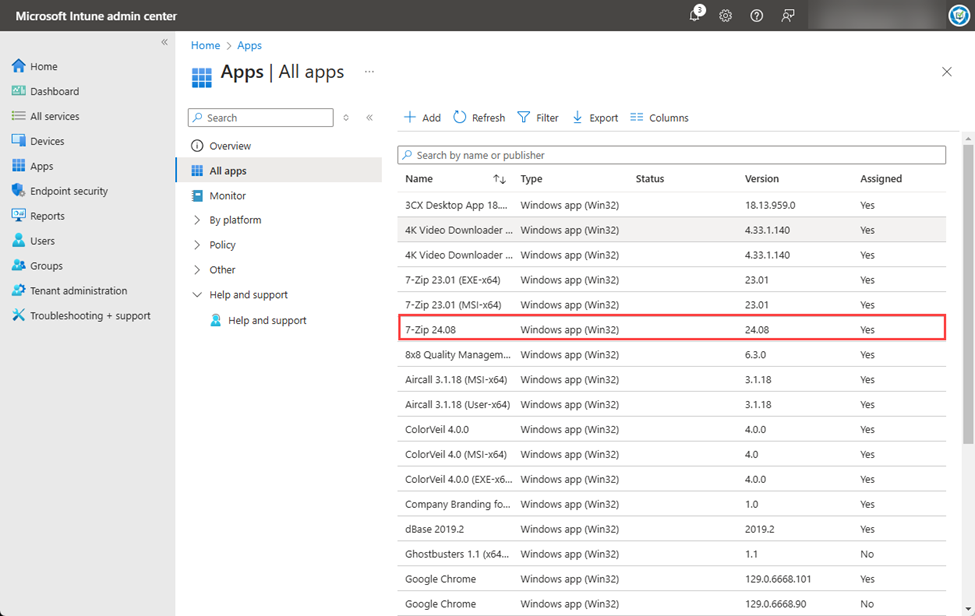 Microsoft Intune admin center
3
Home
Dashboard
All services
Devices
Apps
Endpoint security
Reports
Users
Groups
Tenant administration
Troubleshooting + support
Home > Apps
Apps | All apps ...
Search
Overview
All apps
Monitor
By platform
Policy
Other
Help and support
Help and support
Add Refresh Filter Export Columns
Search by name or publisher
Name Type Status Version Assigned
3CX Desktop App 18.... Windows app (Win32) 18.13.959.0 Yes
4K Video Downloader ... Windows app (Win32) 4.33.1.140 Yes
4K Video Downloader ... Windows app (Win32) 4.33.1.140 Yes
7-Zip 23.01 (EXE-x64) Windows app (Win32) 23.01 Yes
7-Zip 23.01 (MSI-x64) Windows app (Win32) 23.01 Yes
7-Zip 24.08 Windows app (Win32) 24.08 Yes
8x8 Quality Managem... Windows app (Win32) 6.3.0 Yes
Aircall 3.1.18 (MSI-x64) Windows app (Win32) 3.1.18 Yes
Aircall 3.1.18 (User-x64) Windows app (Win32) 3.1.18 Yes
ColorVeil 4.0.0 Windows app (Win32) 4.0.0 Yes
ColorVeil 4.0 (MSI-x64) Windows app (Win32) 4.0 Yes
ColorVeil 4.0.0 (EXE-x6... Windows app (Win32) 4.0.0 Yes
Company Branding fo... Windows app (Win32) 1.0 Yes
dBase 2019.2 Windows app (Win32) 2019.2 Yes
Ghostbusters 1.1 (x64... Windows app (Win32) 1.1 No
Google Chrome Windows app (Win32) 129.0.6668.101 Yes
Google Chrome Windows app (Win32) 129.0.6668.90 No